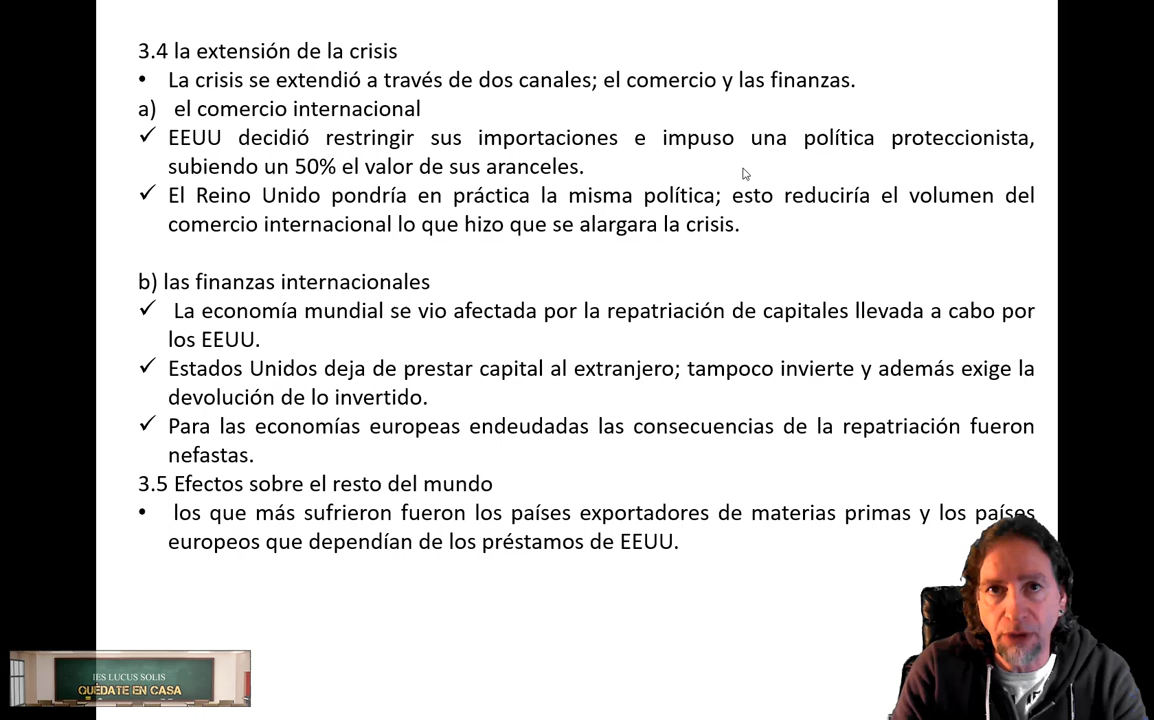 3.4 la extensión de la crisis
• La crisis se extendió a través de dos canales; el comercio y las finanzas.
a) el comercio internacional
✓ EEUU decidió restringir sus importaciones e impuso una política proteccionista,
subiendo un 50% el valor de sus aranceles.
✓ El Reino Unido pondría en práctica la misma política; esto reduciría el volumen del
comercio internacional lo que hizo que se alargara la crisis.
b) las finanzas internacionales
✓ La economía mundial se vio afectada por la repatriación de capitales llevada a cabo por
los EEUU.
✓ Estados Unidos deja de prestar capital al extranjero; tampoco invierte y además exige la
devolución de lo invertido.
✓ Para las economías europeas endeudadas las consecuencias de la repatriación fueron
nefastas.
3.5 Efectos sobre el resto del mundo
• los que más sufrieron fueron los países exportadores de materias primas y los países
europeos que dependían de los préstamos de EEUU.
IES LUCUS SOLIS
QUÉDATE EN CASA